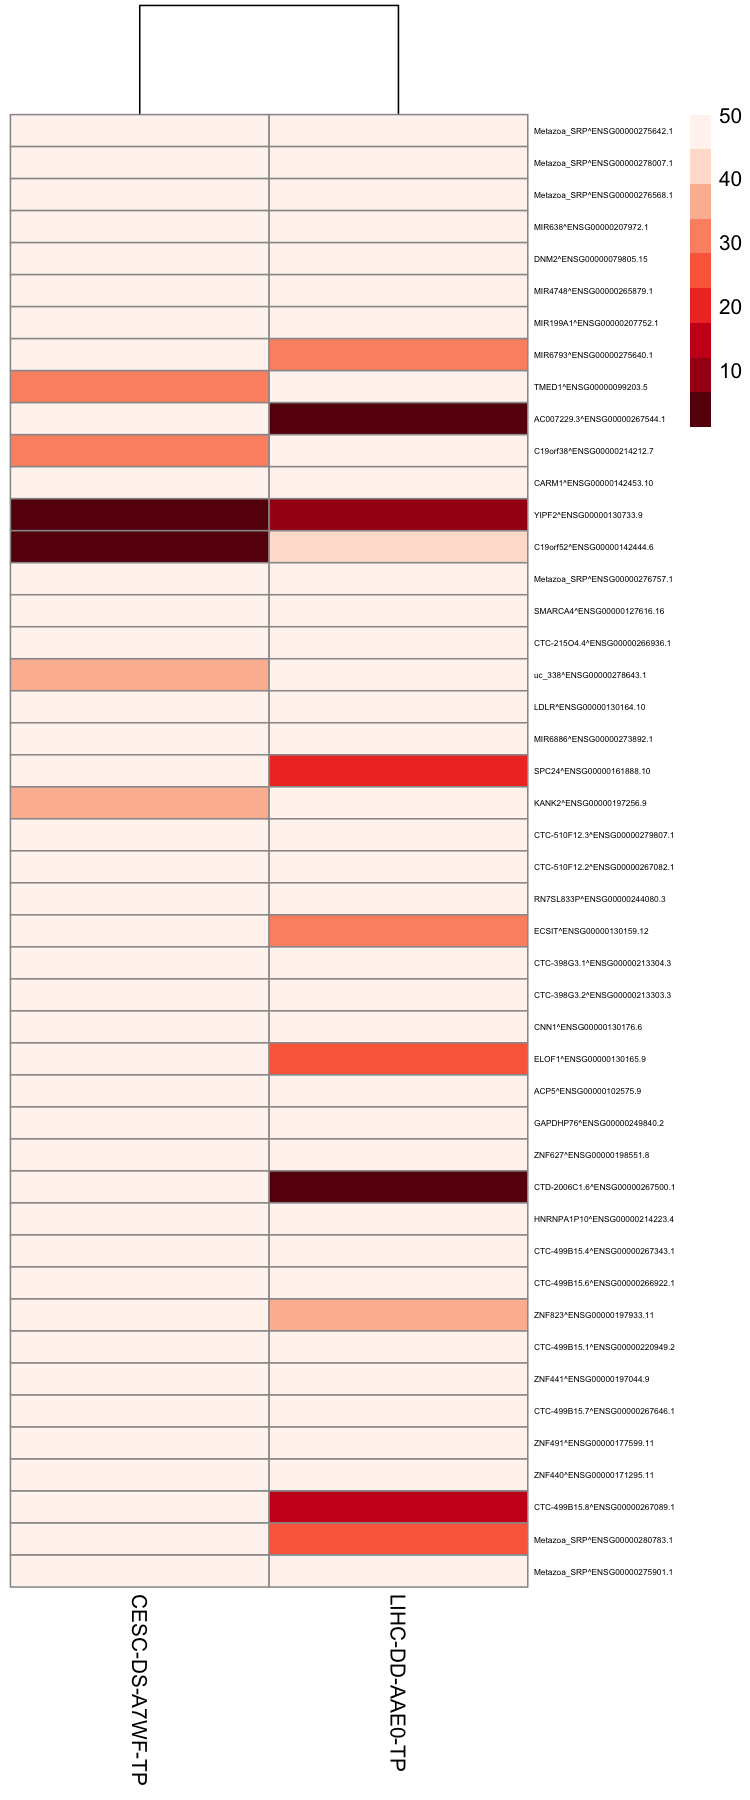 Metazoa_SRP^ENSG00000275642.1
Metazoa_SRP^ENSG00000278007.1
Metazoa_SRP^ENSG00000276568.1
MIR638^ENSG00000207972.1
DNM2^ENSG00000079805.15
MIR4748^ENSG00000265879.1
MIR199A1^ENSG00000207752.1
MIR6793^ENSG00000275640.1
TMED1^ENSG00000099203.5
AC007229.3^ENSG00000267544.1
C19orf38^ENSG00000214212.7
CARM1^ENSG00000142453.10
YIPF2^ENSG00000130733.9
C19orf52^ENSG00000142444.6
Metazoa_SRP^ENSG00000276757.1
SMARCA4^ENSG00000127616.16
CTC-215O4.4^ENSG00000266936.1
uc_338^ENSG00000278643.1
LDLR^ENSG00000130164.10
MIR6886^ENSG00000273892.1
SPC24^ENSG00000161888.10
KANK2^ENSG00000197256.9
CTC-510F12.3^ENSG00000279807.1
CTC-510F12.2^ENSG00000267082.1
RN7SL833P^ENSG00000244080.3
ECSIT^ENSG00000130159.12
CTC-398G3.1^ENSG00000213304.3
CTC-398G3.2^ENSG00000213303.3
CNN1^ENSG00000130176.6
ELOF1^ENSG00000130165.9
ACP5^ENSG00000102575.9
GAPDHP76^ENSG00000249840.2
ZNF627^ENSG00000198551.8
CTD-2006C1.6^ENSG00000267500.1
HNRNPA1P10^ENSG00000214223.4
CTC-499B15.4^ENSG00000267343.1
CTC-499B15.6^ENSG00000266922.1
ZNF823^ENSG00000197933.11
CTC-499B15.1^ENSG00000220949.2
ZNF441^ENSG00000197044.9
CTC-499B15.7^ENSG00000267646.1
ZNF491^ENSG00000177599.11
ZNF440^ENSG00000171295.11
CTC-499B15.8^ENSG00000267089.1
Metazoa_SRP^ENSG00000280783.1
Metazoa_SRP^ENSG00000275901.1
50
40
30
20
10
CESC-DS-A7WF-TP
LIHC-DD-AAE0-TP